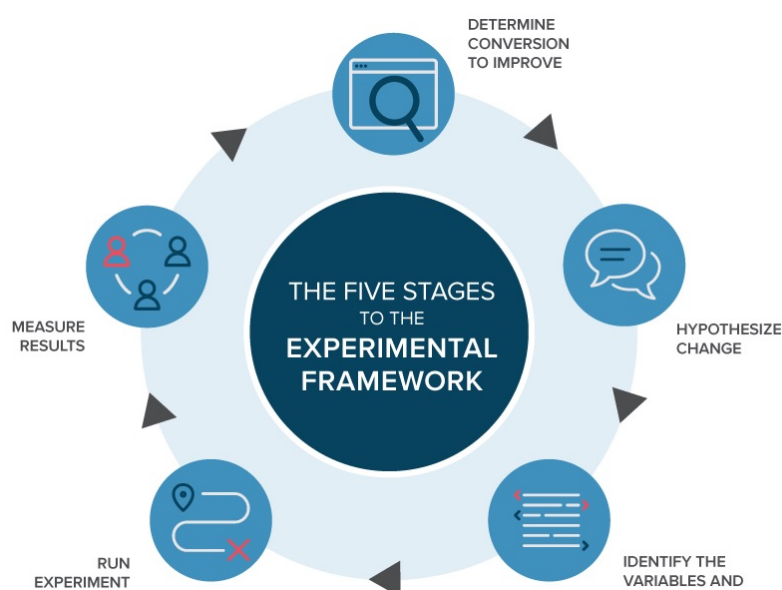 DETERMINE
CONVERSION
TO IMPROVE
HYPOTHESIZE
CHANGE
IDENTIFY THE
VARIABLES AND
RUN
EXPERIMENT
MEASURE
RESULTS
THE FIVE STAGES
TO THE
EXPERIMENTAL
FRAMEWORK